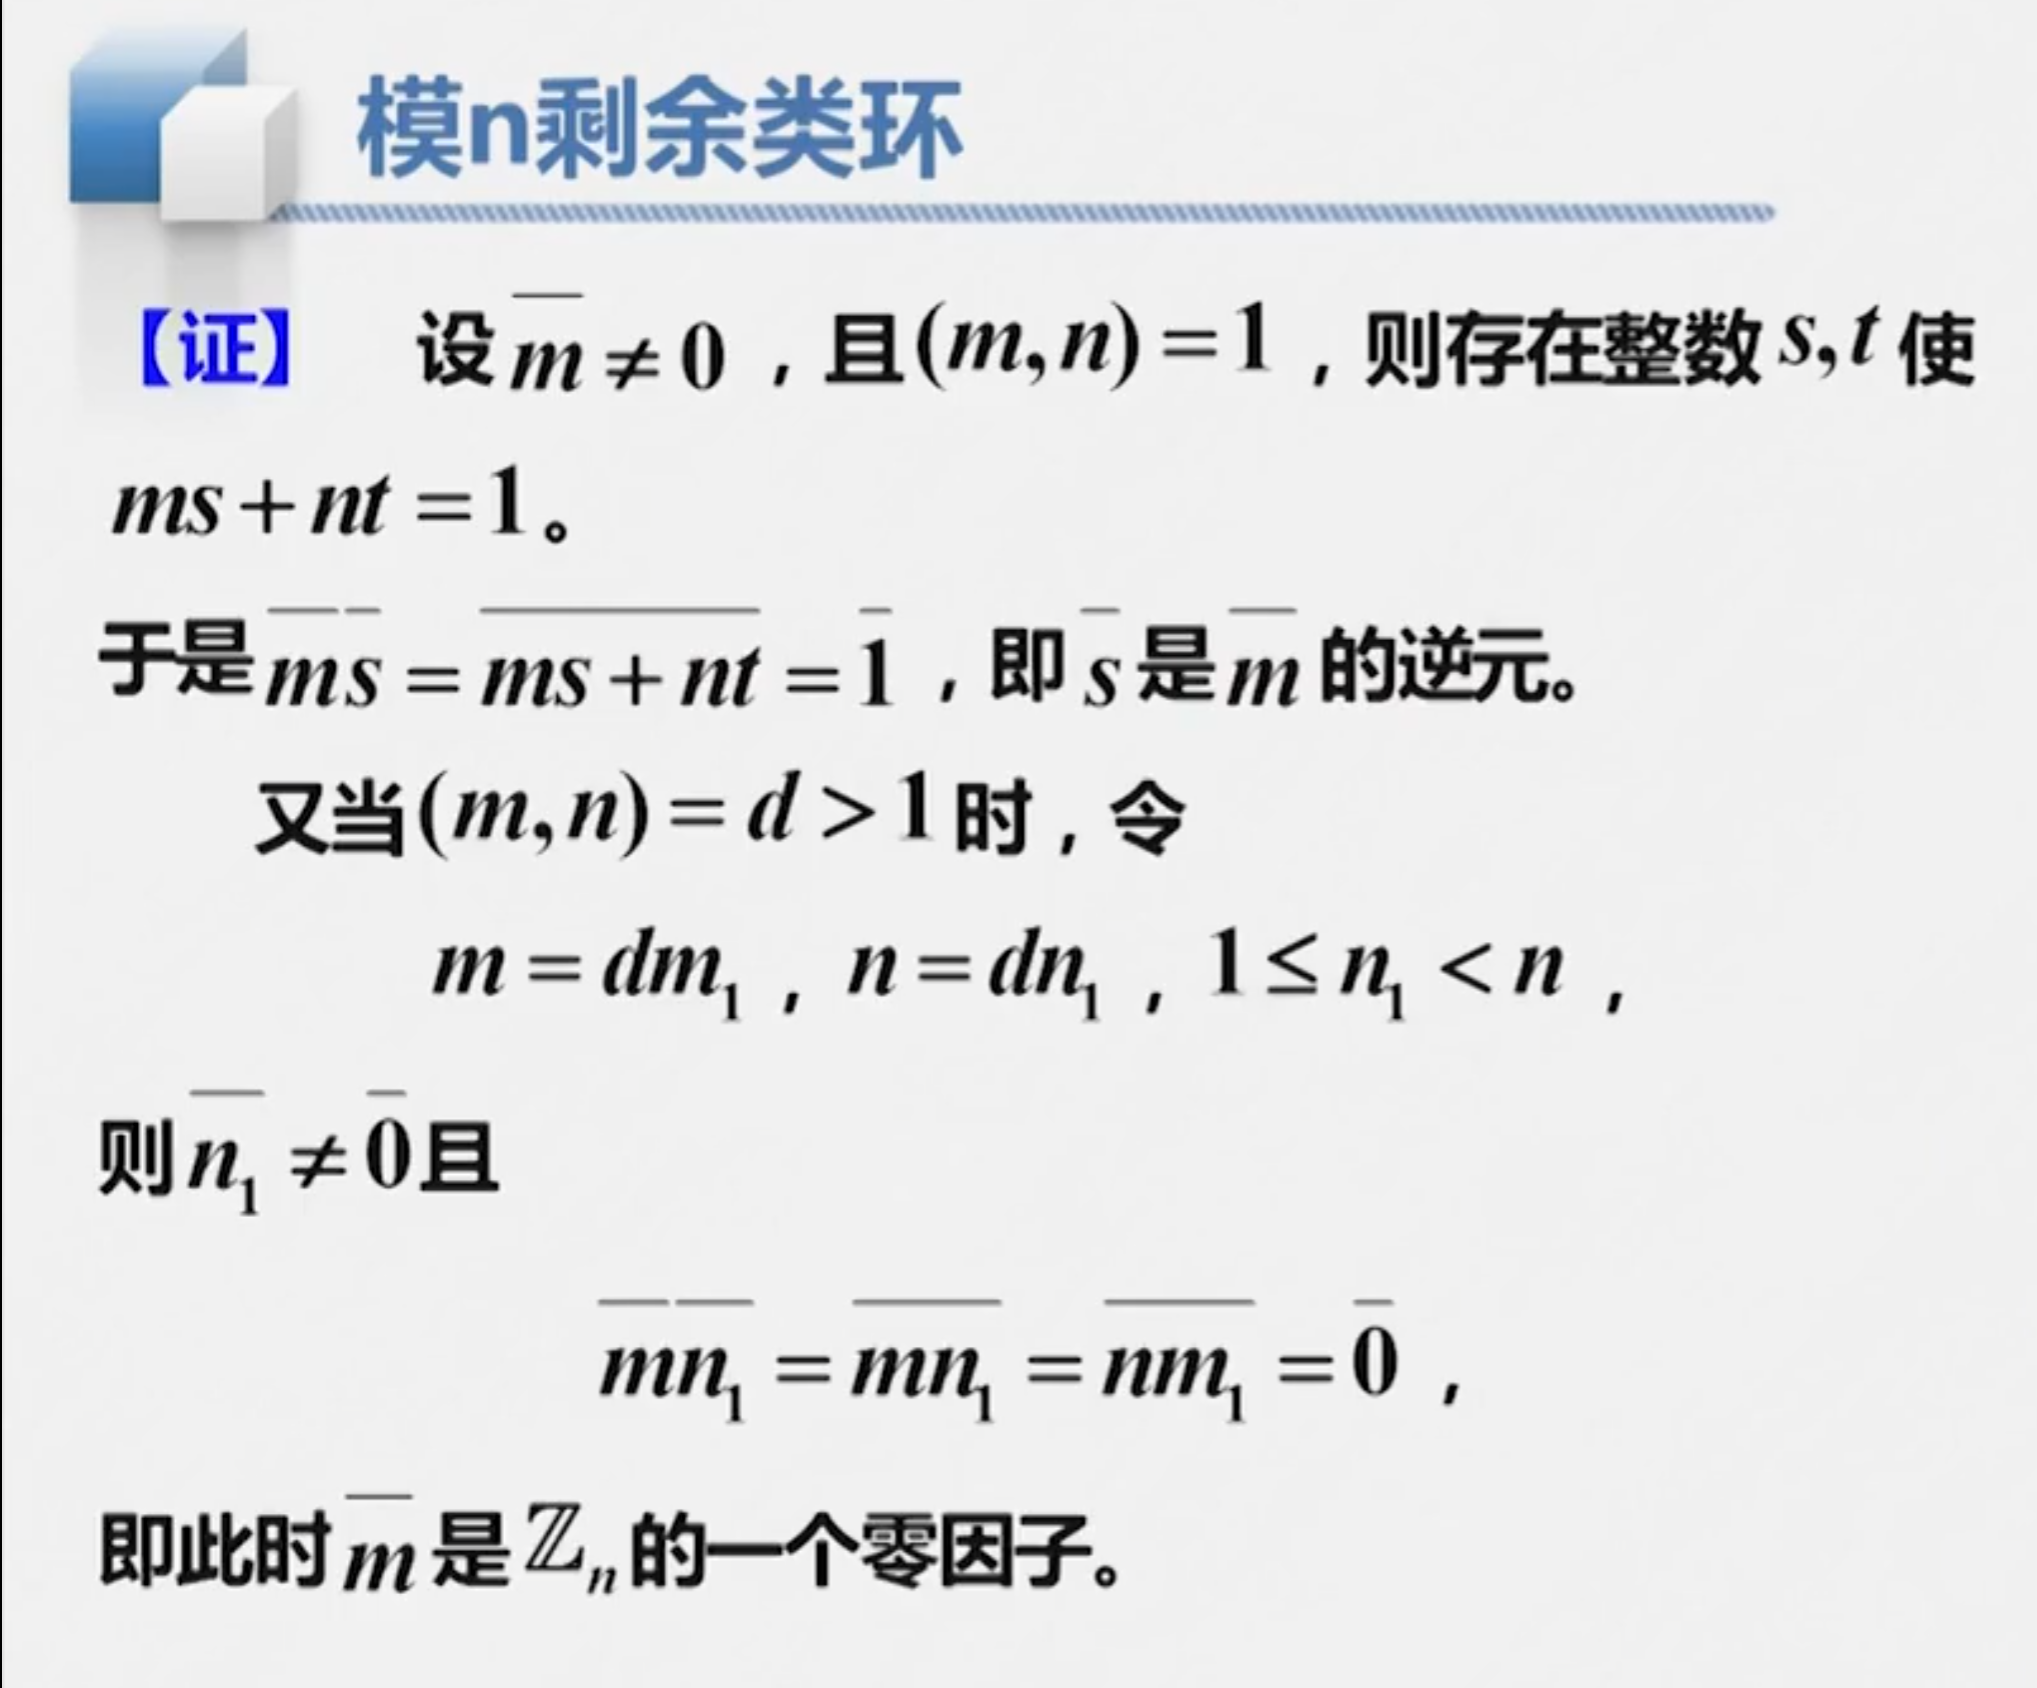 模n剩余类环
【证】 设 $\overline{m} \neq 0$ ，且 $(m,n)=1$ ，则存在整数 $s,t$ 使
$ms+nt=1$。
于是 $\overline{m}\,\overline{s}=\overline{ms+nt}=\overline{1}$ ，即 $\overline{s}$ 是 $\overline{m}$ 的逆元。
又当 $(m,n)=d>1$ 时，令
$m=dm_1$ ，$n=dn_1$ ，$1\leq n_1<n$ ，
则 $\overline{n_1}\neq\overline{0}$ 且
$\overline{m}\,\overline{n_1}=\overline{mn_1}=\overline{nm_1}=\overline{0}$ ，
即此时 $\overline{m}$ 是 $\mathbb{Z}_n$ 的一个零因子。